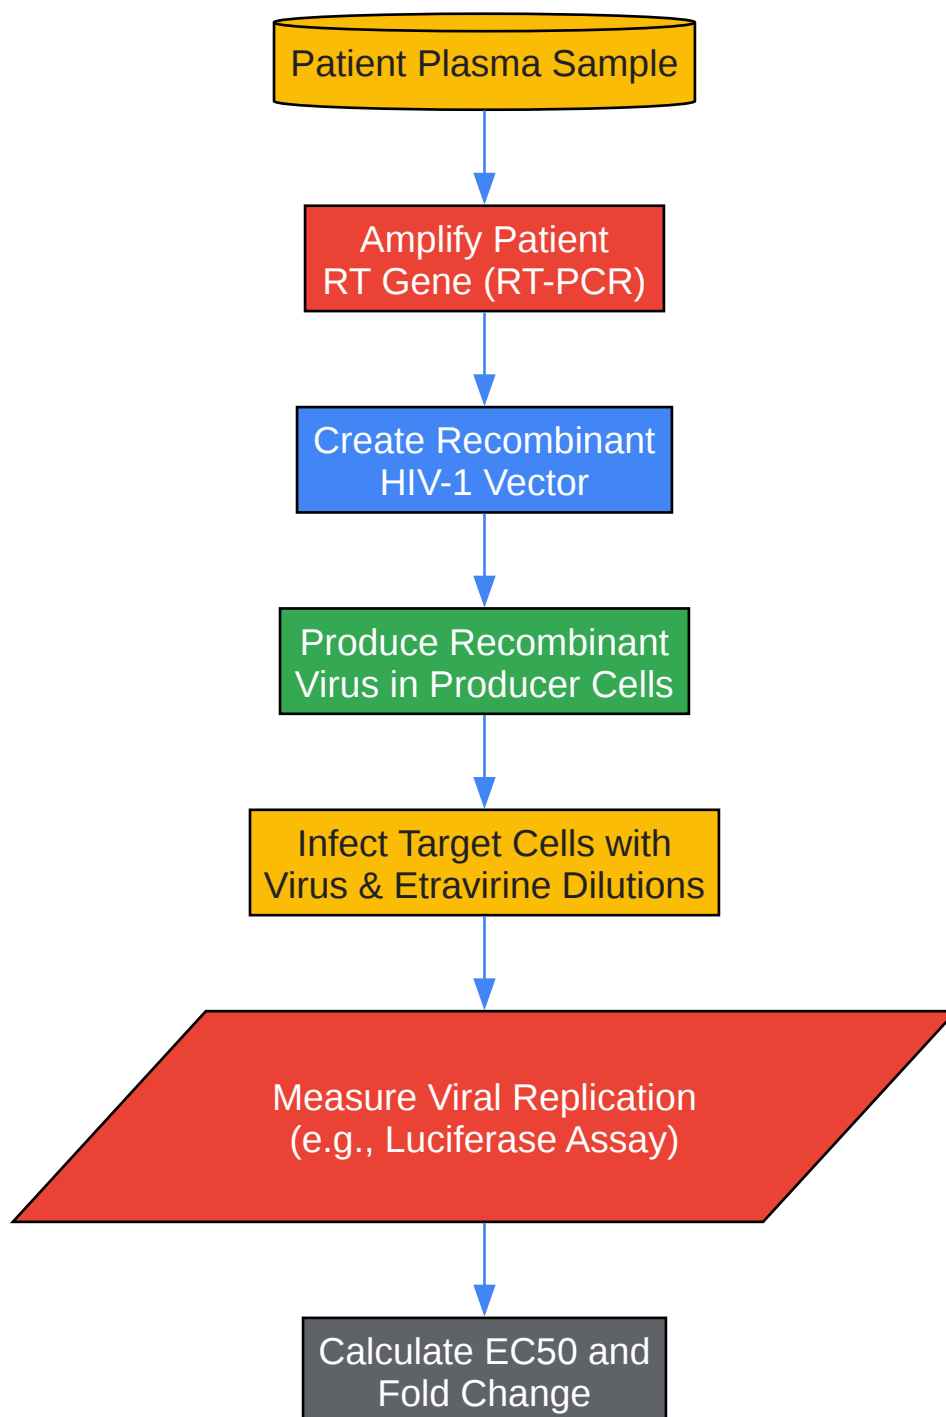 Patient Plasma Sample
Amplify Patient
RT Gene (RT-PCR)
Create Recombinant
HIV-1 Vector
Produce Recombinant
Virus in Producer Cells
Infect Target Cells with
Virus & Etravirine Dilutions
Measure Viral Replication
(e.g., Luciferase Assay)
Calculate EC50 and
Fold Change